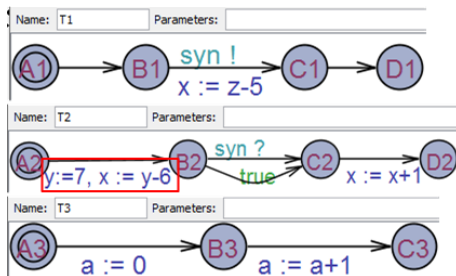 Name: T1 Parameters:
syn !
A1 B1 C1 D1
x := z-5
Name: T2 Parameters:
syn ?
A2 B2 C2 D2
y:=7, x := y-6 true x := x+1
Name: T3 Parameters:
A3 B3 C3
a := 0 a := a+1